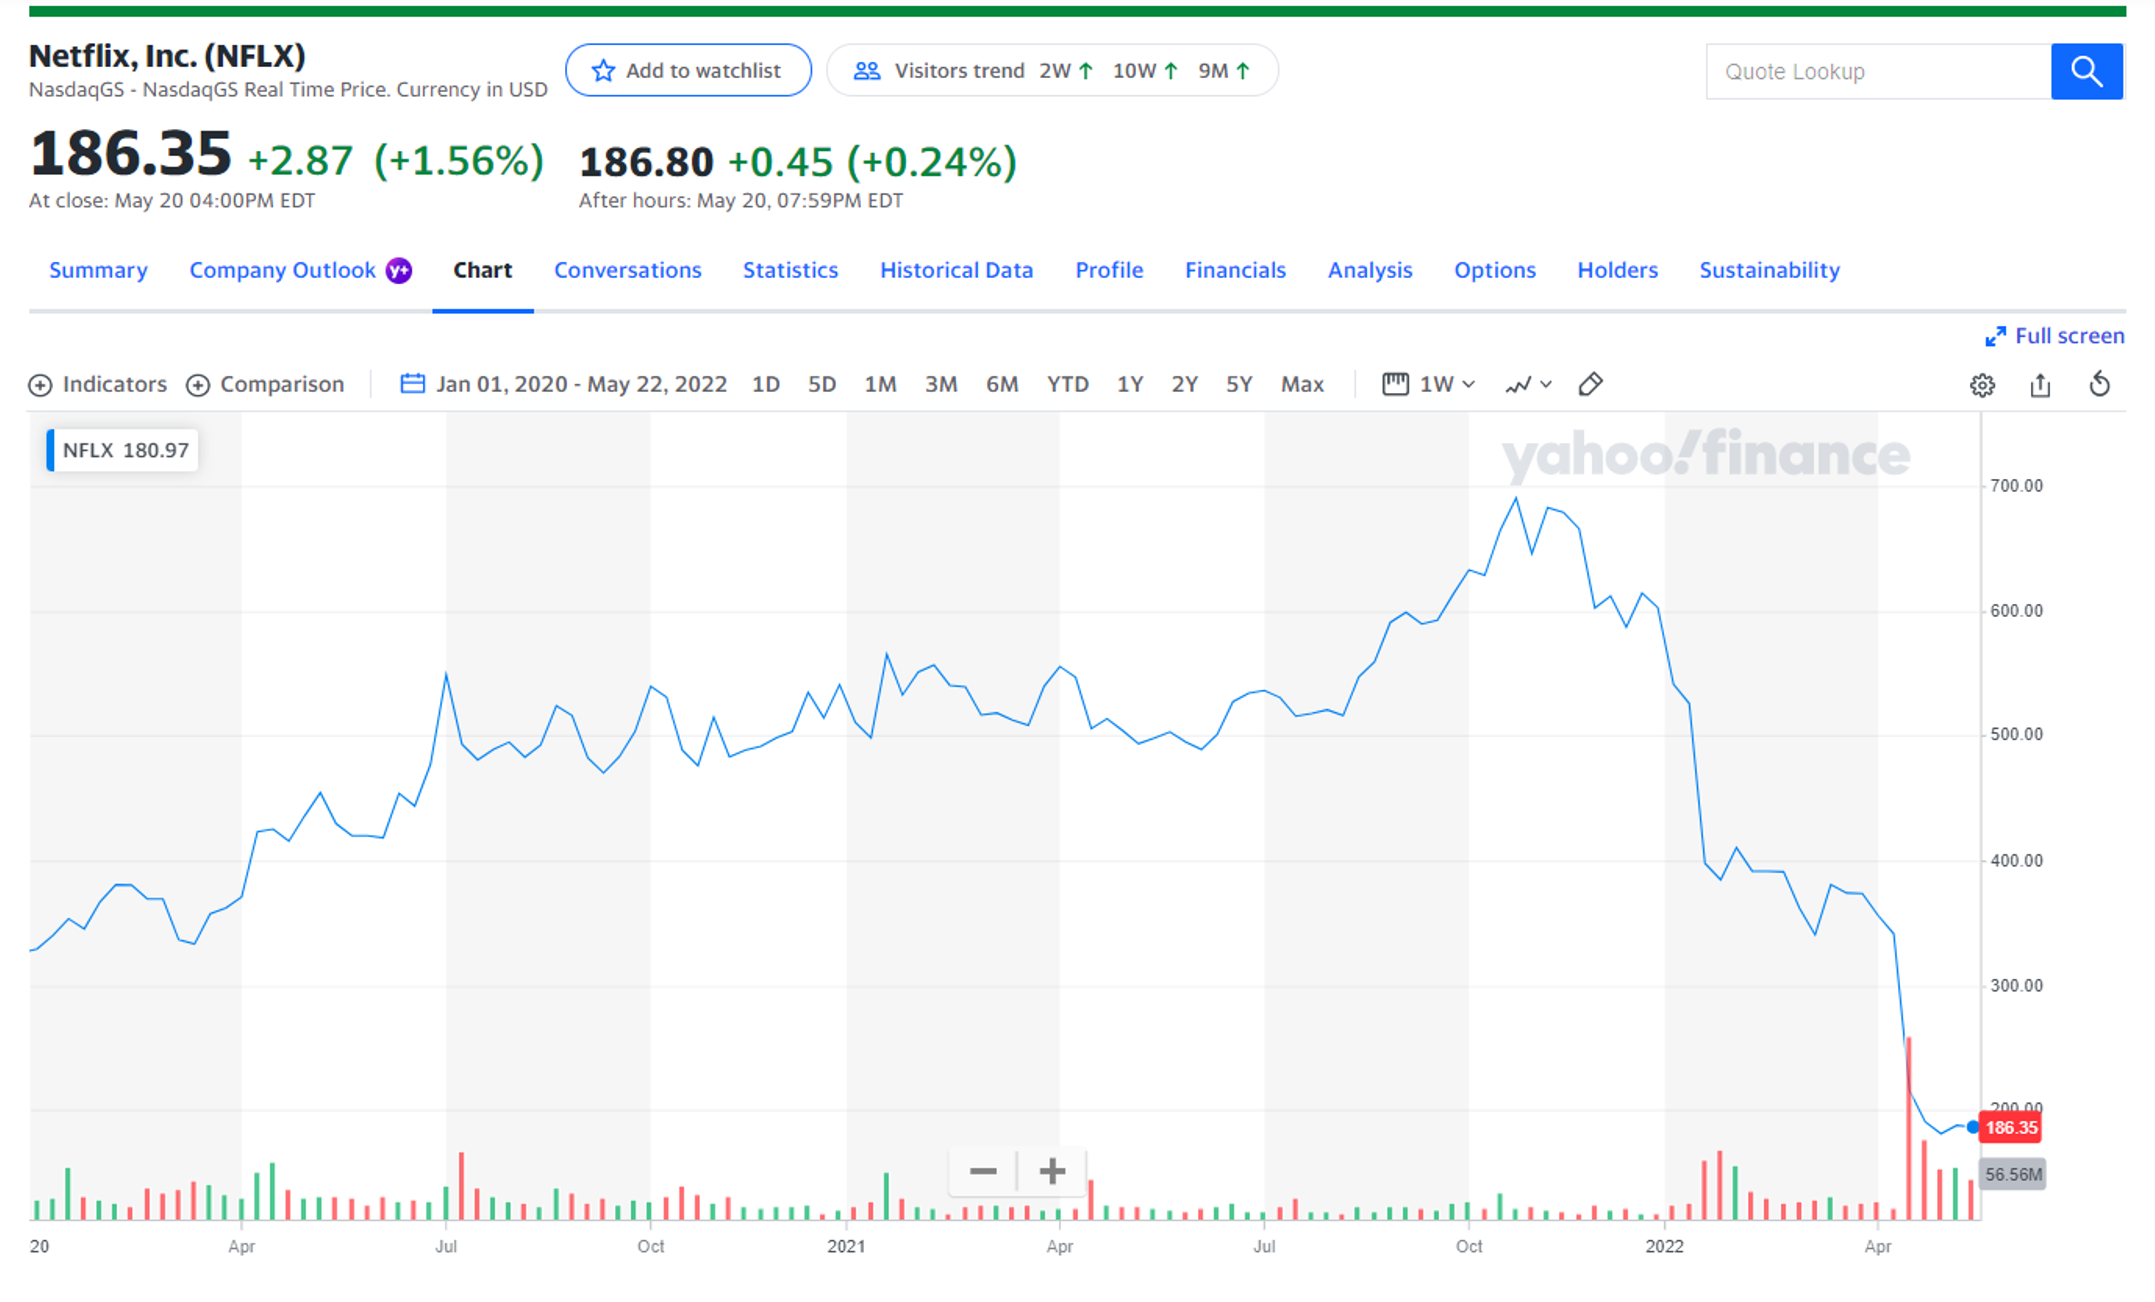 Netflix, Inc. (NFLX)
NasdaqGS - NasdaqGS Real Time Price. Currency in USD
Add to watchlist
Visitors trend 2W↑ 10W↑ 9M↑
Quote Lookup
186.35 +2.87 (+1.56%)
At close: May 20 04:00PM EDT
186.80 +0.45 (+0.24%)
After hours: May 20, 07:59PM EDT
Summary Company Outlook y+ Chart Conversations Statistics Historical Data Profile Financials Analysis Options Holders Sustainability
Full screen
Indicators Comparison Jan 01, 2020 - May 22, 2022 1D 5D 1M 3M 6M YTD 1Y 2Y 5Y Max 1W
NFLX 180.97
yahoo!finance
700.00
600.00
500.00
400.00
300.00
200.00
186.35
56.56M
20 Apr Jul Oct 2021 Apr Jul Oct 2022 Apr